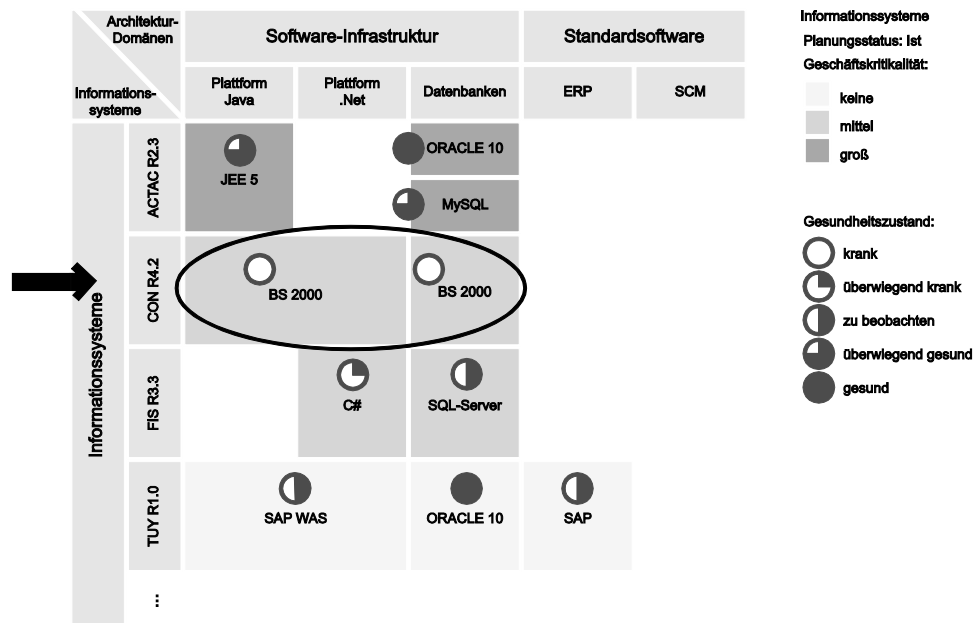 Architektur-
Domänen
Software-Infrastruktur
Standardsoftware
Informations-
systeme
Plattform
Java
Plattform
.Net
Datenbanken
ERP
SCM
Informationssysteme
ACTAC R2.3
JEE 5
ORACLE 10
MySQL
CON R4.2
BS 2000
BS 2000
FIS R3.3
C#
SQL-Server
TUY R1.0
SAP WAS
ORACLE 10
SAP
...
Informationssysteme
Planungsstatus: Ist
Geschäftskritikalität:
keine
mittel
groß
Gesundheitszustand:
krank
überwiegend krank
zu beobachten
überwiegend gesund
gesund